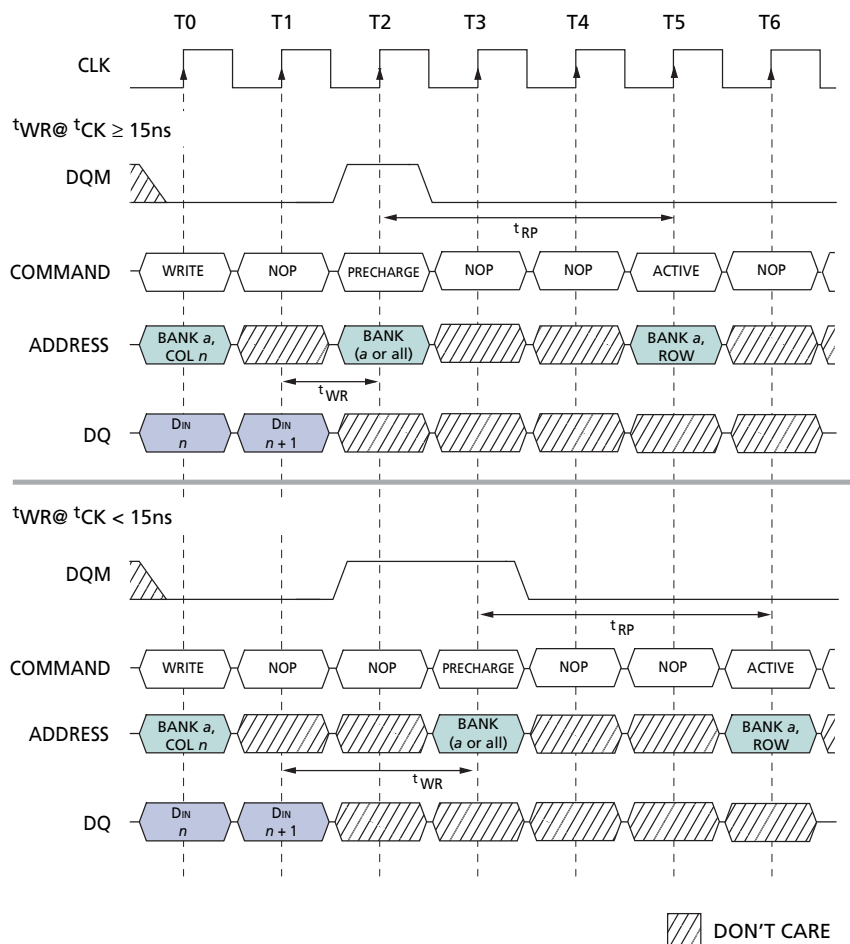 T0 T1 T2 T3 T4 T5 T6
CLK
tWR@ tCK ≥ 15ns
DQM
tRP
COMMAND WRITE NOP PRECHARGE NOP NOP ACTIVE NOP
ADDRESS BANK a, COL n BANK (a or all) BANK a, ROW
tWR
DQ DIN n DIN n + 1
tWR@ tCK < 15ns
DQM
tRP
COMMAND WRITE NOP NOP PRECHARGE NOP NOP ACTIVE
ADDRESS BANK a, COL n BANK (a or all) BANK a, ROW
tWR
DQ DIN n DIN n + 1
DON'T CARE